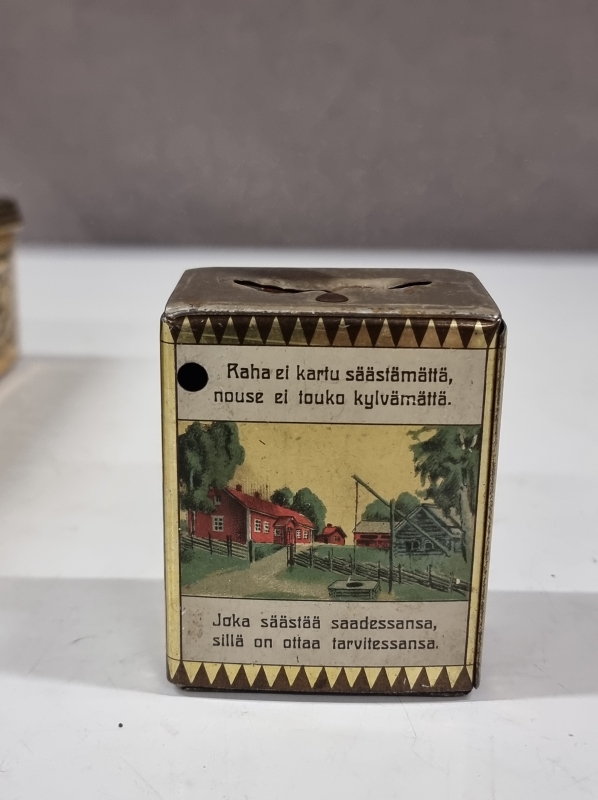 Raha ei kartu säästämättä,
nouse ei touko kylvämättä.
Joka säästää saadessansa,
sillä on ottaa tarvitessansa.